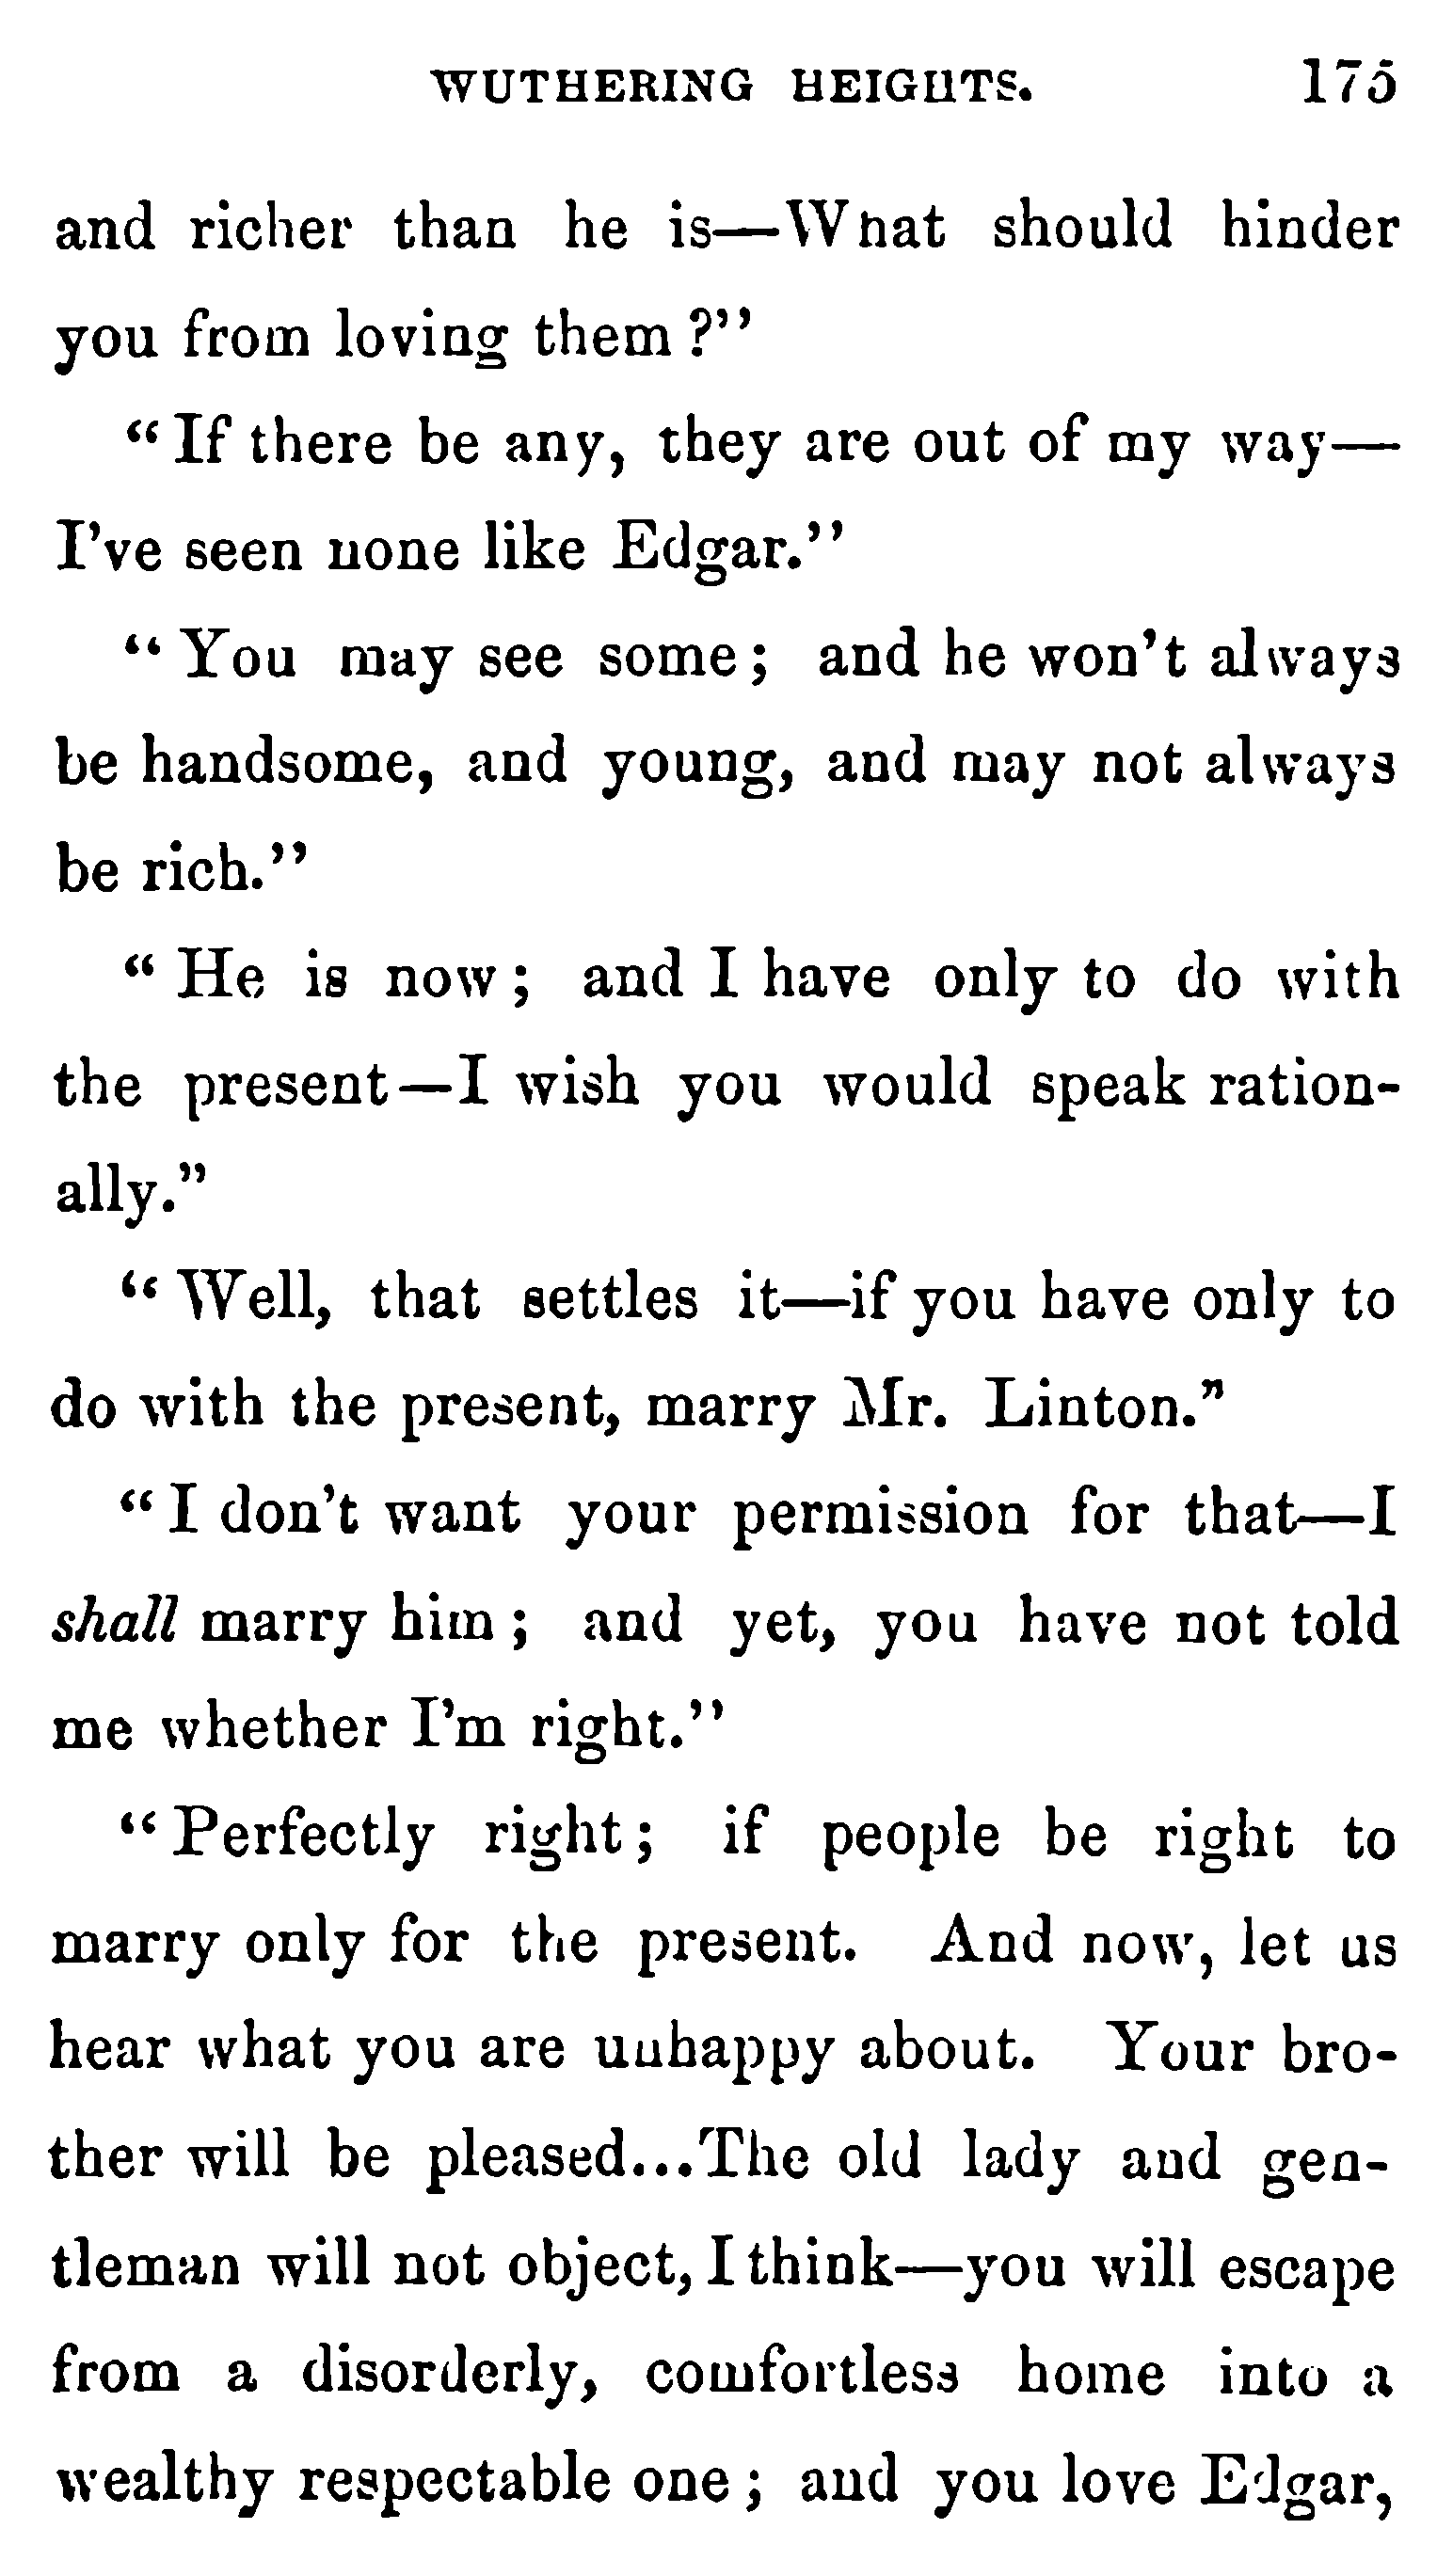 WUTHERING HEIGHTS. 175
and richer than he is—What should hinder
you from loving them?"
"If there be any, they are out of my way—
I've seen none like Edgar."
"You may see some; and he won't always
be handsome, and young, and may not always
be rich."
"He is now; and I have only to do with
the present—I wish you would speak ration-
ally."
"Well, that settles it—if you have only to
do with the present, marry Mr. Linton."
"I don't want your permission for that—I
shall marry him; and yet, you have not told
me whether I'm right."
"Perfectly right; if people be right to
marry only for the present. And now, let us
hear what you are unhappy about. Your bro-
ther will be pleased...The old lady and gen-
tleman will not object, I think—you will escape
from a disorderly, comfortless home into a
wealthy respectable one; and you love Edgar,